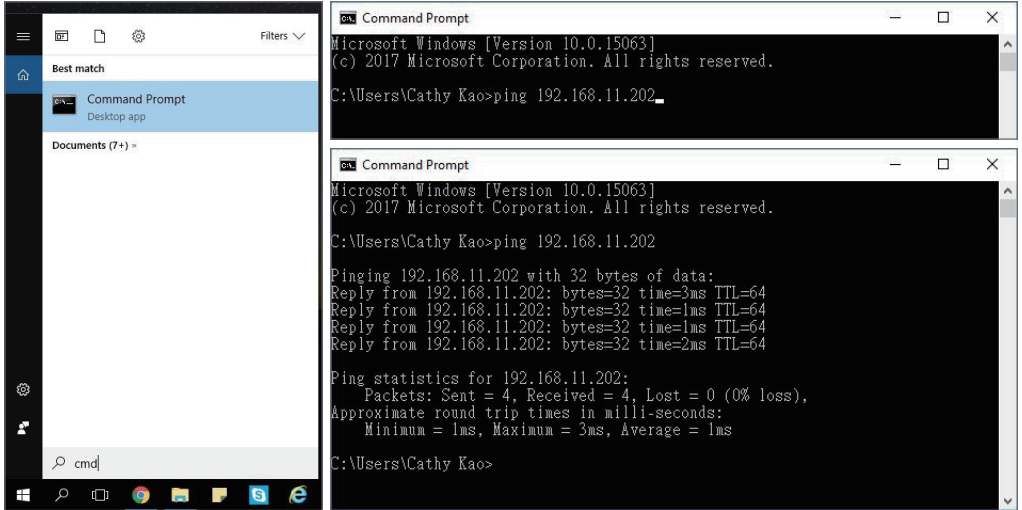 Filters
Best match
Command Prompt
Desktop app
Documents (7+) »
cmd
Command Prompt
Microsoft Windows [Version 10.0.15063]
(c) 2017 Microsoft Corporation. All rights reserved.
C:\Users\Cathy Kao>ping 192.168.11.202
Command Prompt
Microsoft Windows [Version 10.0.15063]
(c) 2017 Microsoft Corporation. All rights reserved.
C:\Users\Cathy Kao>ping 192.168.11.202
Pinging 192.168.11.202 with 32 bytes of data:
Reply from 192.168.11.202: bytes=32 time=3ms TTL=64
Reply from 192.168.11.202: bytes=32 time=1ms TTL=64
Reply from 192.168.11.202: bytes=32 time=1ms TTL=64
Reply from 192.168.11.202: bytes=32 time=2ms TTL=64
Ping statistics for 192.168.11.202:
Packets: Sent = 4, Received = 4, Lost = 0 (0% loss),
Approximate round trip times in milli-seconds:
Minimum = 1ms, Maximum = 3ms, Average = 1ms
C:\Users\Cathy Kao>